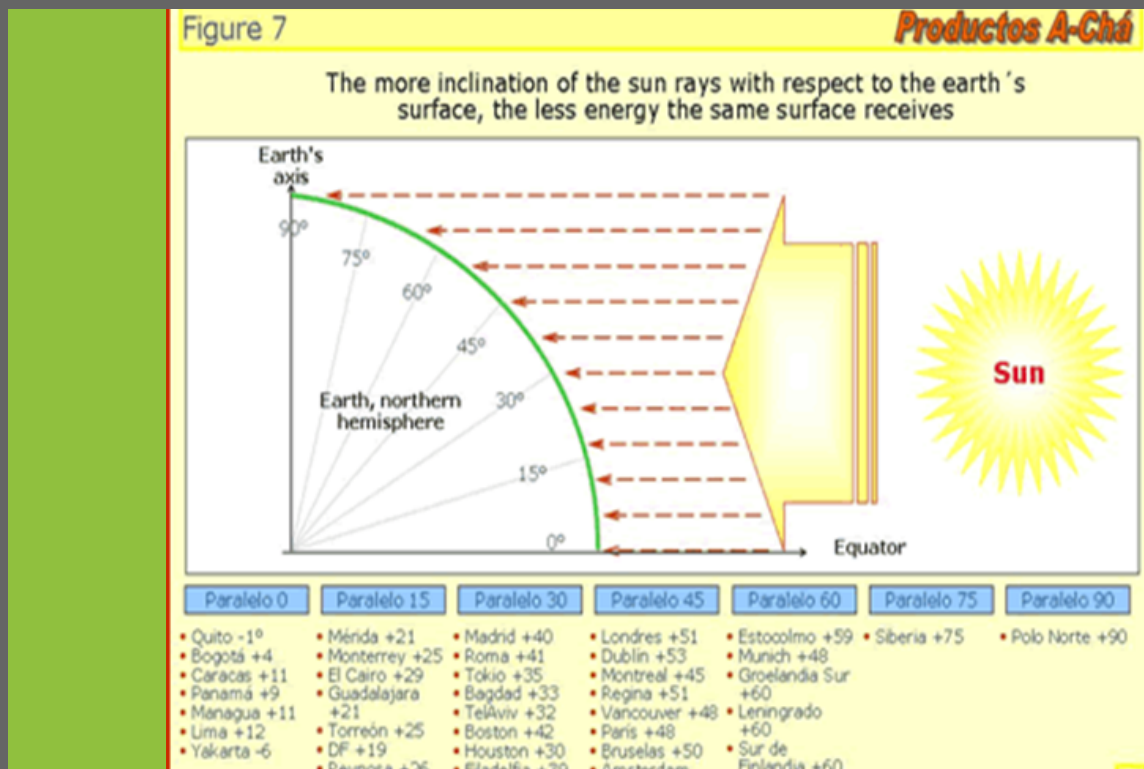 Figure 7
Productos A-Chá
The more inclination of the sun rays with respect to the earth´s
surface, the less energy the same surface receives
Earth's
axis
90º
75º
60º
45º
30º
15º
0º
Earth, northern
hemisphere
Sun
Equator
Paralelo 0
Paralelo 15
Paralelo 30
Paralelo 45
Paralelo 60
Paralelo 75
Paralelo 90
• Quito -1º
• Bogotá +4
• Caracas +11
• Panamá +9
• Managua +11
• Lima +12
• Yakarta -6
• Mérida +21
• Monterrey +25
• El Cairo +29
• Guadalajara
+21
• Torreón +25
• DF +19
• Madrid +40
• Roma +41
• Tokio +35
• Bagdad +33
• TelAviv +32
• Boston +42
• Houston +30
• Londres +51
• Dublín +53
• Montreal +45
• Regina +51
• Vancouver +48
• París +48
• Bruselas +50
• Estocolmo +59
• Munich +48
• Groelandia Sur
+60
• Leningrado
+60
• Sur de
Finlandia +60
• Siberia +75
• Polo Norte +90